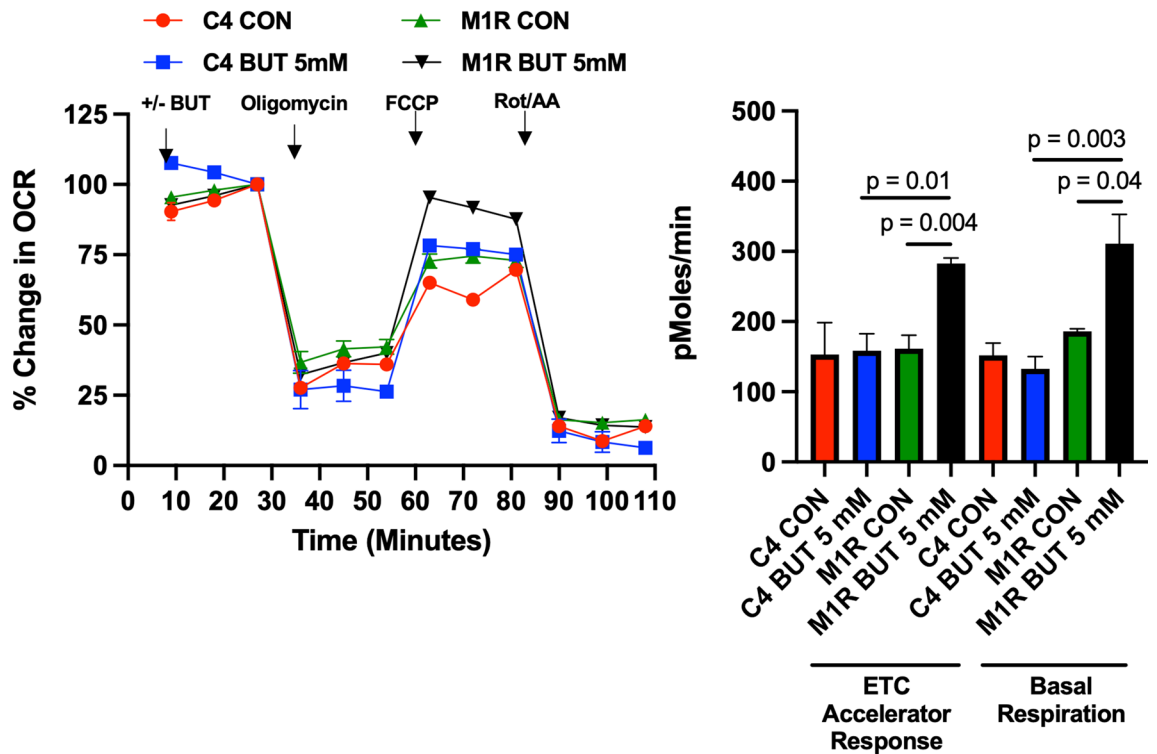 C4 CON
M1R CON
C4 BUT 5mM
M1R BUT 5mM
+/- BUT
Oligomycin
FCCP
Rot/AA
% Change in OCR
125
100
75
50
25
0
0 10 20 30 40 50 60 70 80 90 100 110
Time (Minutes)
pMoles/min
500
400
300
200
100
0
p = 0.003
p = 0.01
p = 0.04
p = 0.004
C4 CON
C4 BUT 5 mM
M1R CON
M1R BUT 5 mM
C4 CON
C4 BUT 5 mM
M1R CON
M1R BUT 5 mM
ETC
Accelerator
Response
Basal
Respiration